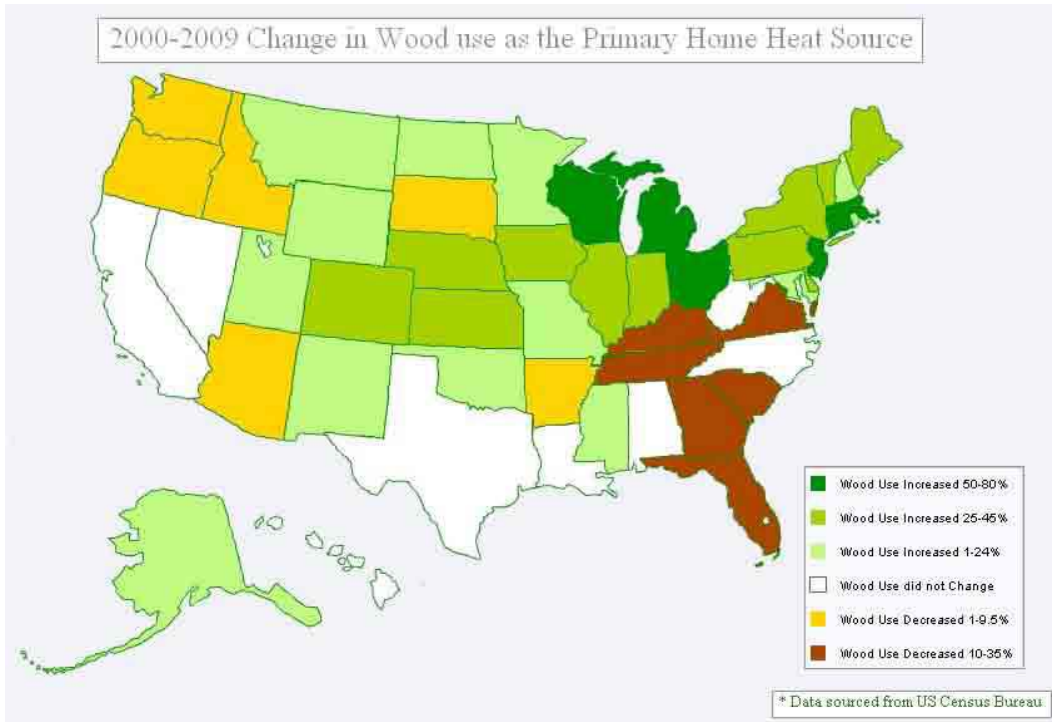 2000-2009 Change in Wood use as the Primary Home Heat Source
Wood Use Increased 50-80%
Wood Use Increased 25-45%
Wood Use Increased 1-24%
Wood Use did not Change
Wood Use Decreased 1-9.5%
Wood Use Decreased 10-35%
* Data sourced from US Census Bureau